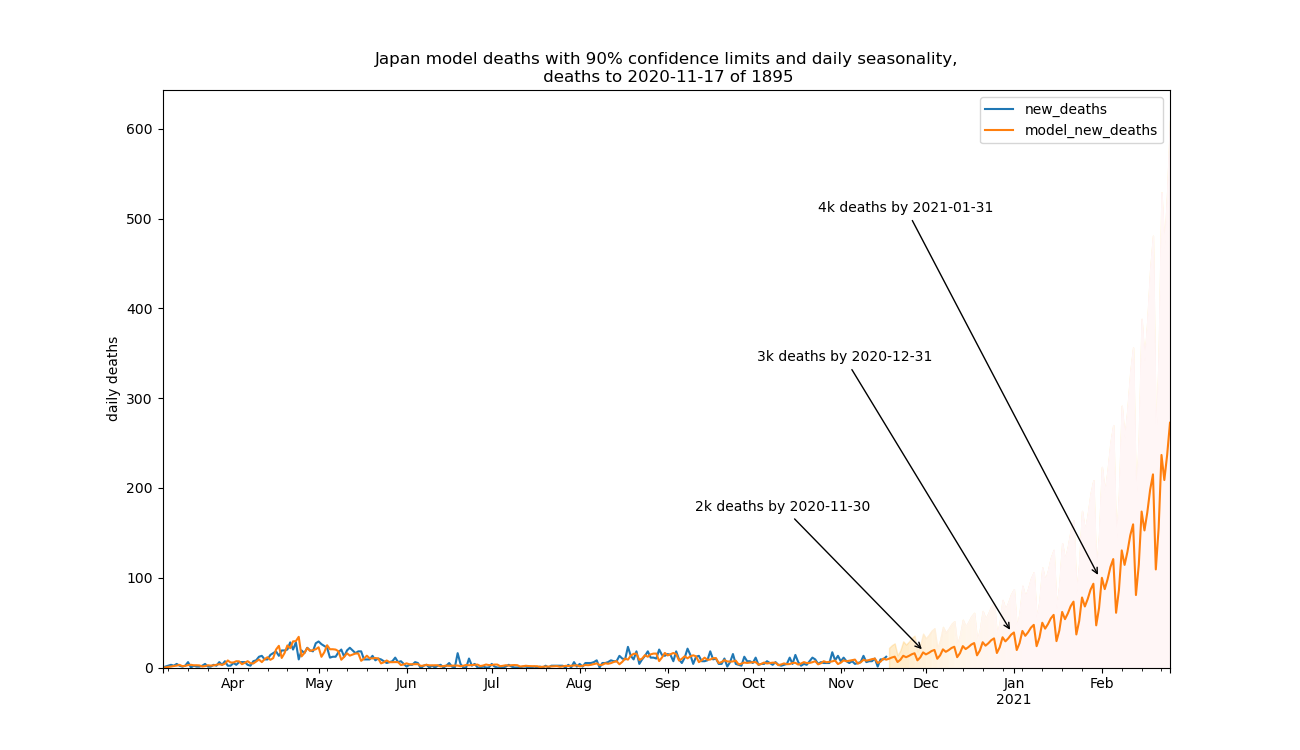 Japan model deaths with 90% confidence limits and daily seasonality,
deaths to 2020-11-17 of 1895
new_deaths
model_new_deaths
600
500
400
300
200
100
0
daily deaths
4k deaths by 2021-01-31
3k deaths by 2020-12-31
2k deaths by 2020-11-30
Apr
May
Jun
Jul
Aug
Sep
Oct
Nov
Dec
Jan
2021
Feb